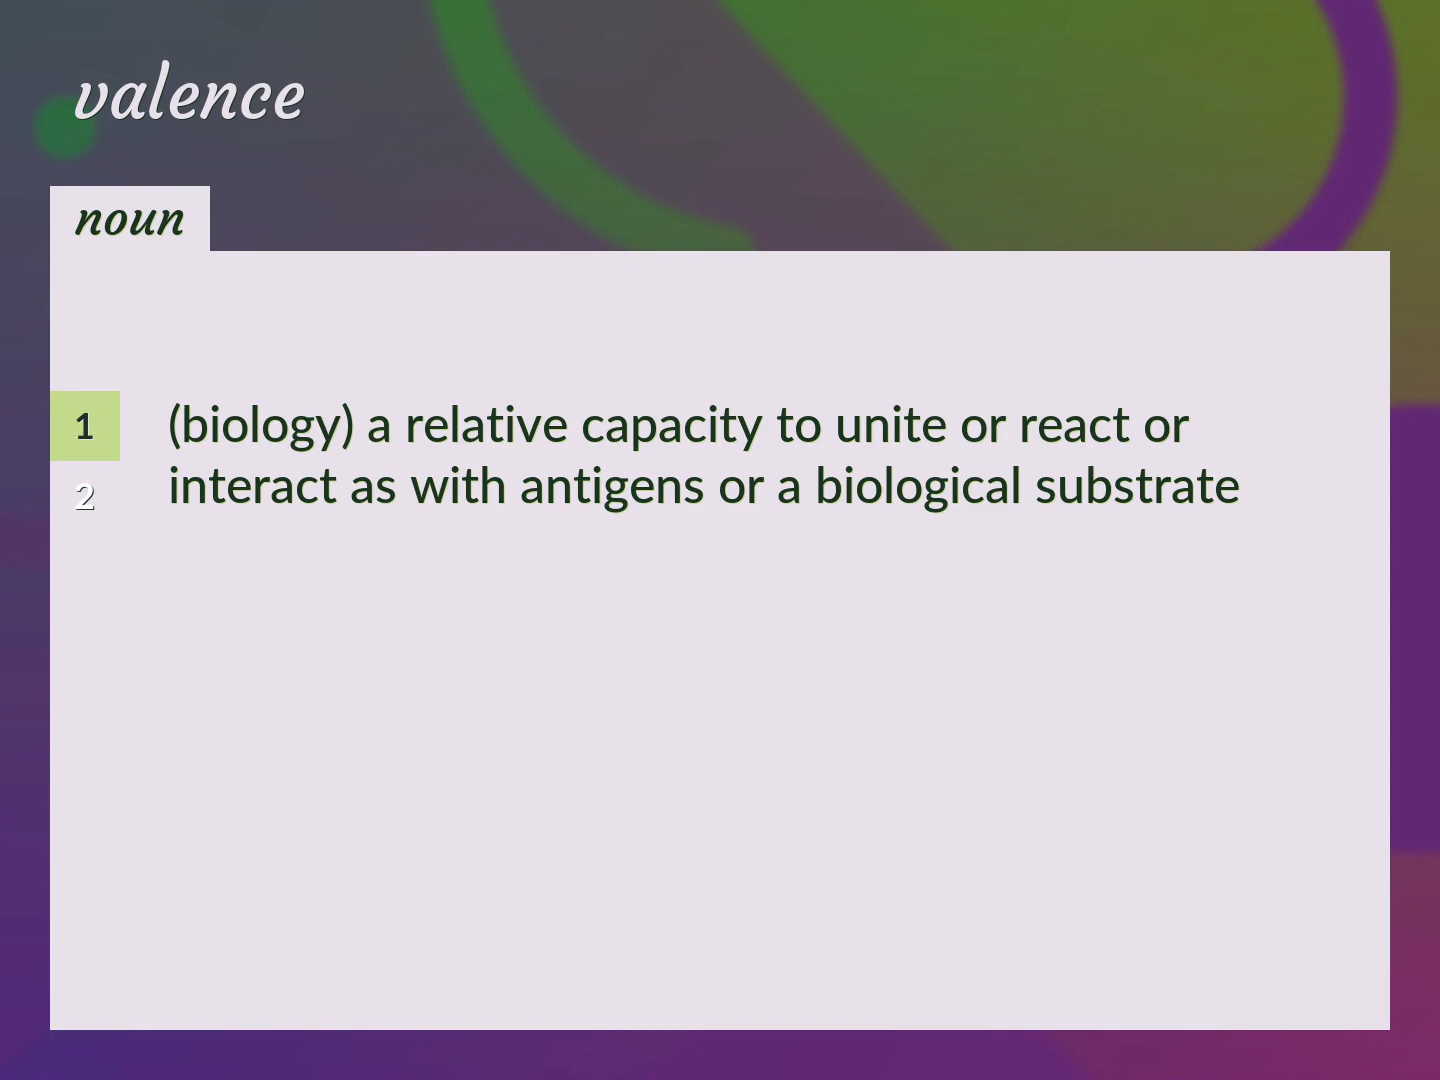 valence
noun
1
(biology) a relative capacity to unite or react or
interact as with antigens or a biological substrate
2